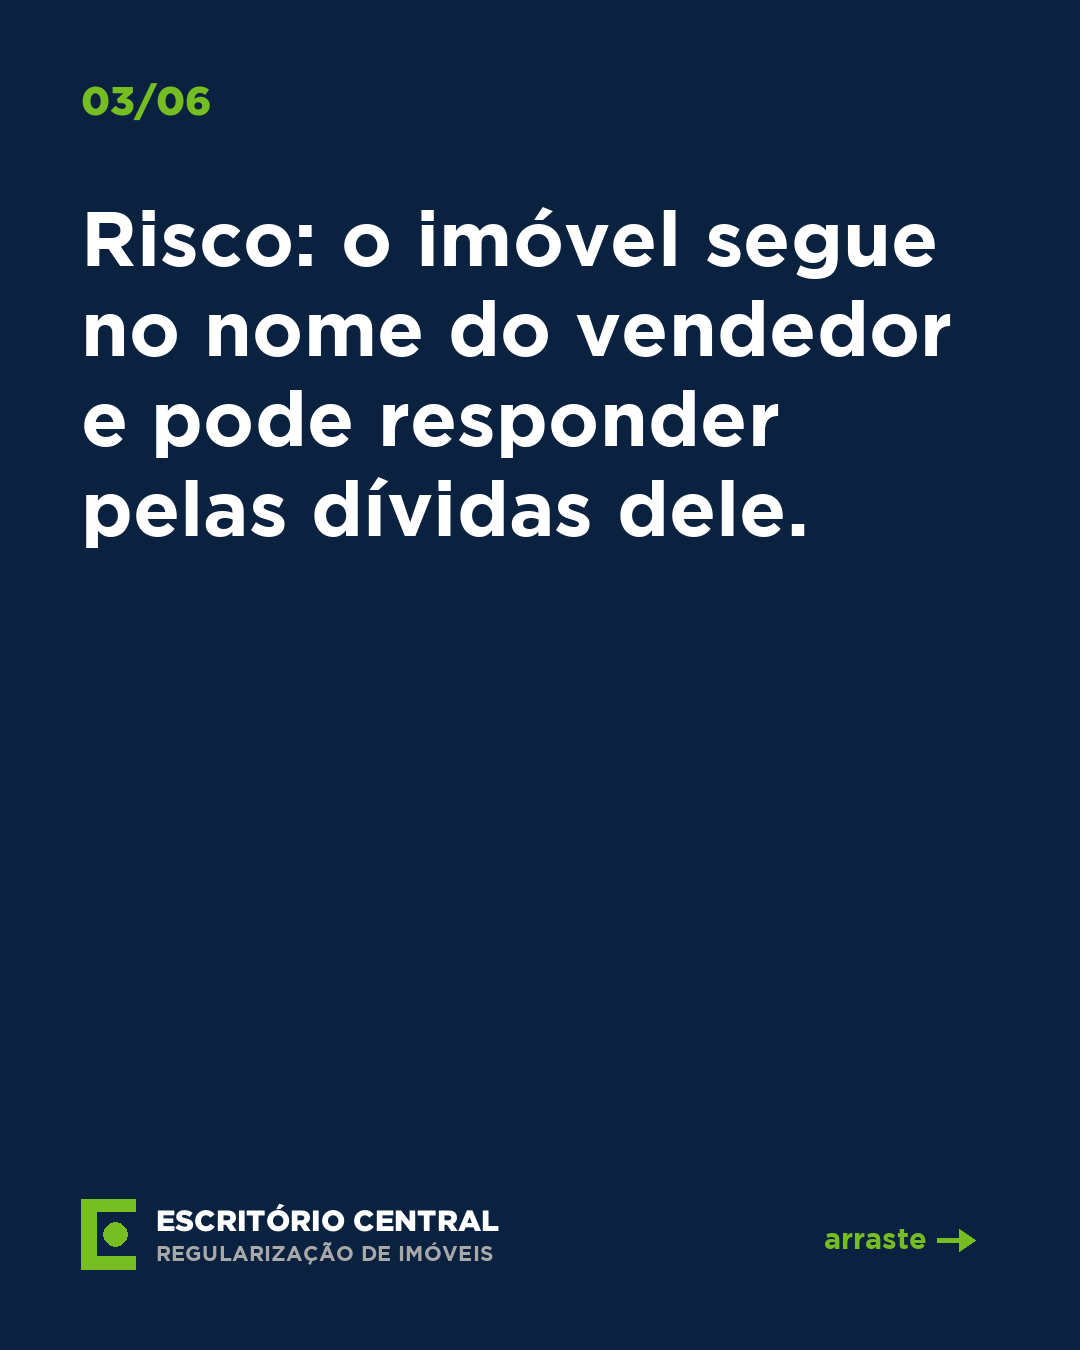 03/06
Risco: o imóvel segue
no nome do vendedor
e pode responder
pelas dívidas dele.
ESCRITÓRIO CENTRAL
REGULARIZAÇÃO DE IMÓVEIS
arraste